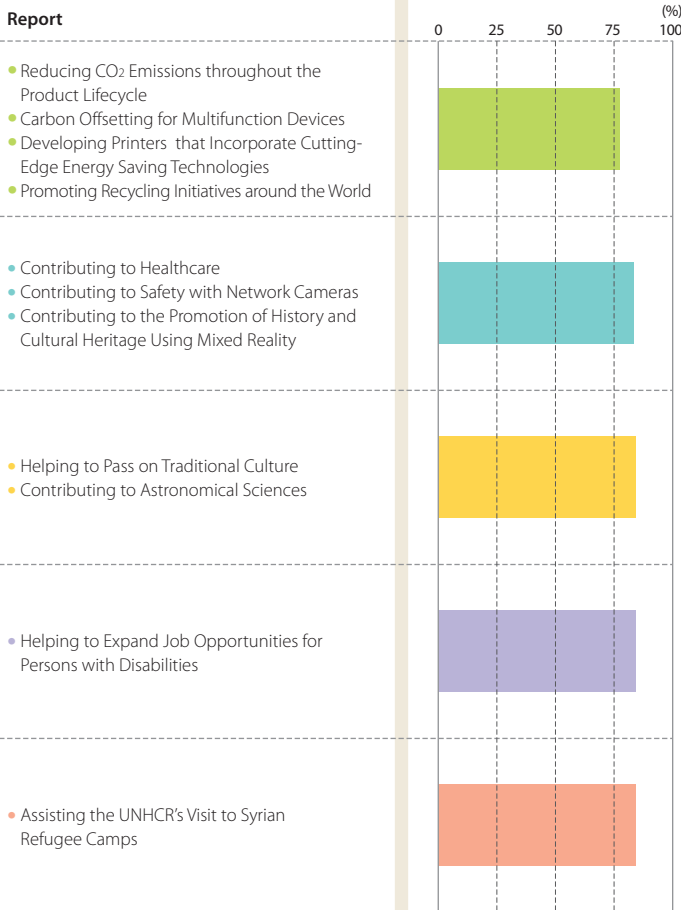 Report
(%)
0 25 50 75 100
• Reducing CO2 Emissions throughout the
Product Lifecycle
• Carbon Offsetting for Multifunction Devices
• Developing Printers that Incorporate Cutting-
Edge Energy Saving Technologies
• Promoting Recycling Initiatives around the World
• Contributing to Healthcare
• Contributing to Safety with Network Cameras
• Contributing to the Promotion of History and
Cultural Heritage Using Mixed Reality
• Helping to Pass on Traditional Culture
• Contributing to Astronomical Sciences
• Helping to Expand Job Opportunities for
Persons with Disabilities
• Assisting the UNHCR's Visit to Syrian
Refugee Camps